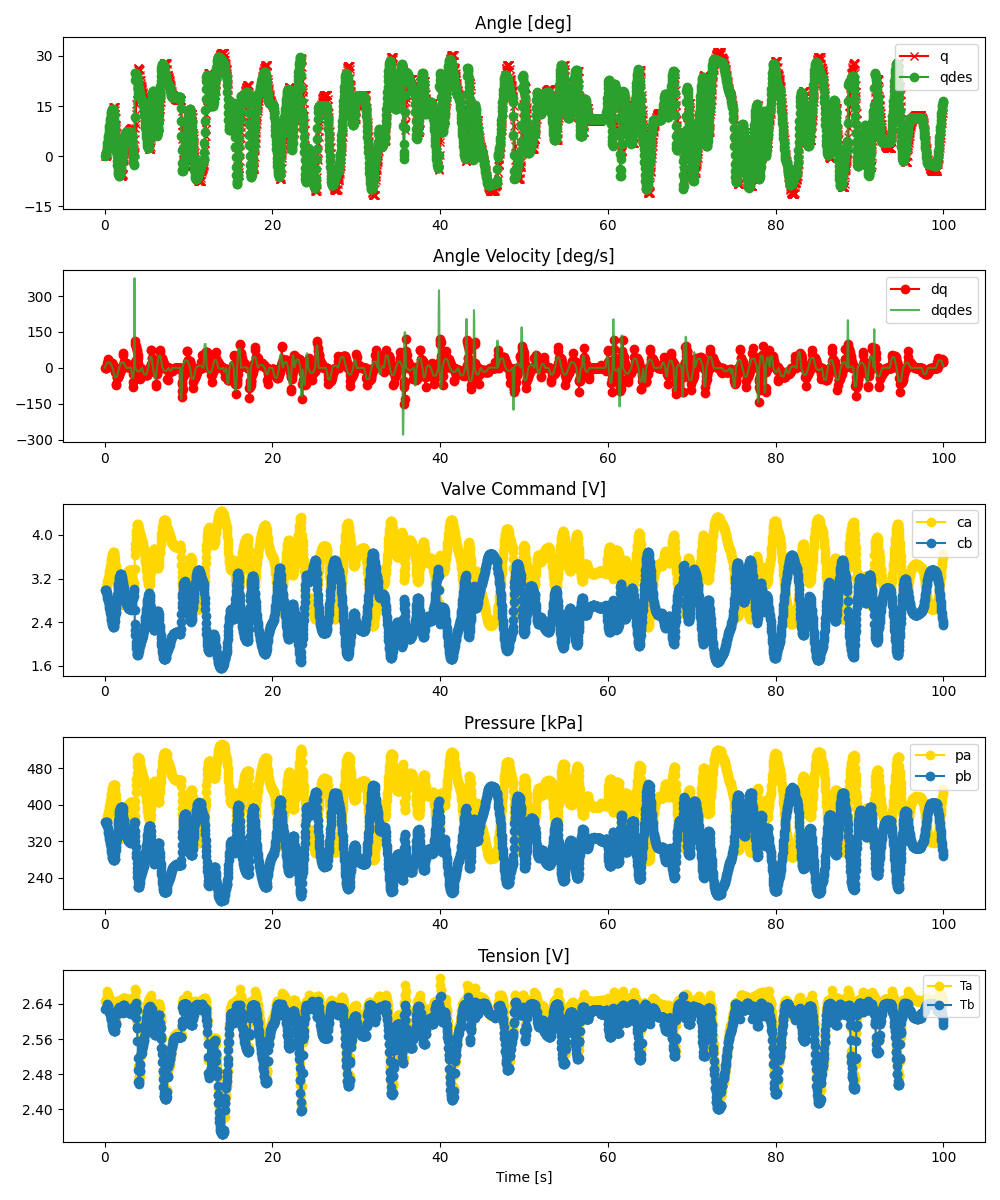 Angle [deg]
30
15
0
−15
q
qdes
0 20 40 60 80 100
Angle Velocity [deg/s]
300
150
0
−150
−300
dq
dqdes
0 20 40 60 80 100
Valve Command [V]
4.0
3.2
2.4
1.6
ca
cb
0 20 40 60 80 100
Pressure [kPa]
480
400
320
240
pa
pb
0 20 40 60 80 100
Tension [V]
2.64
2.56
2.48
2.40
Ta
Tb
0 20 40 60 80 100
Time [s]